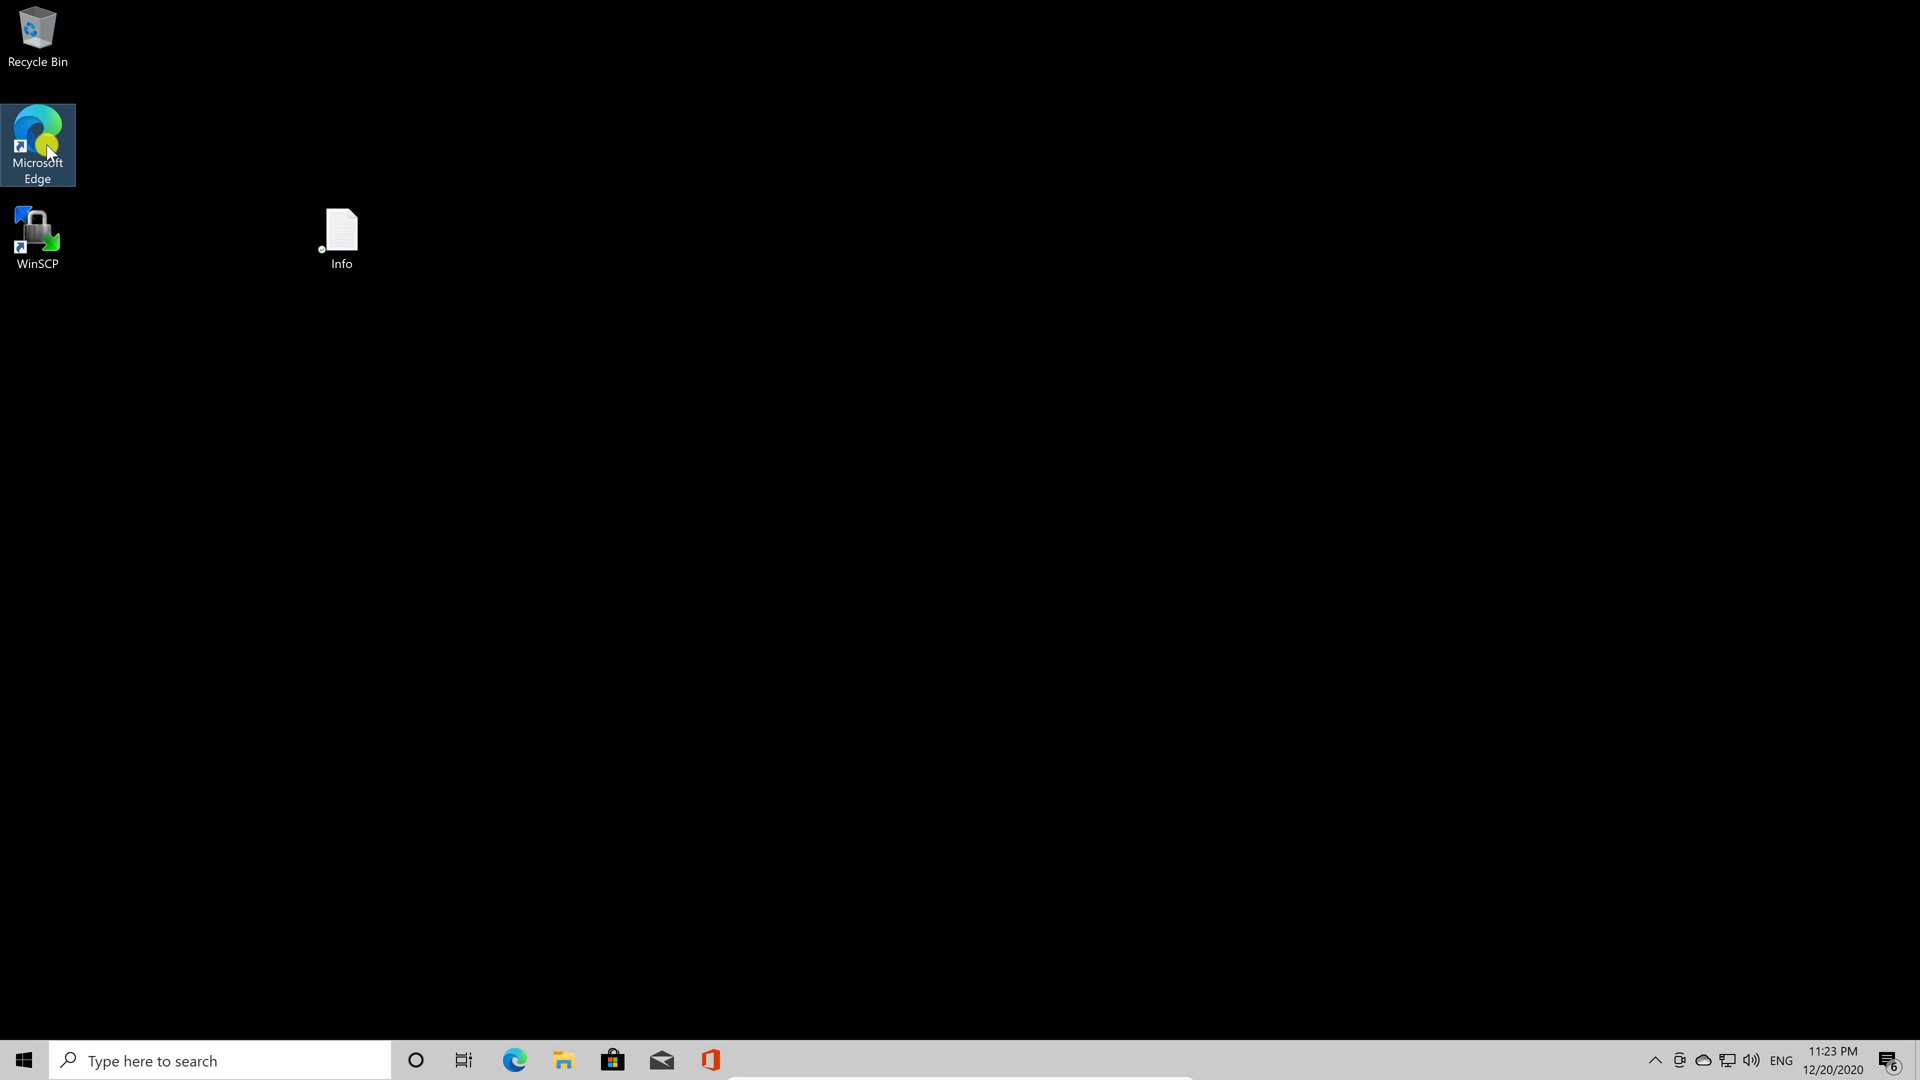 Recycle Bin
Microsoft
Edge
WinSCP
Info
Type here to search
ENG
11:23 PM
12/20/2020
6